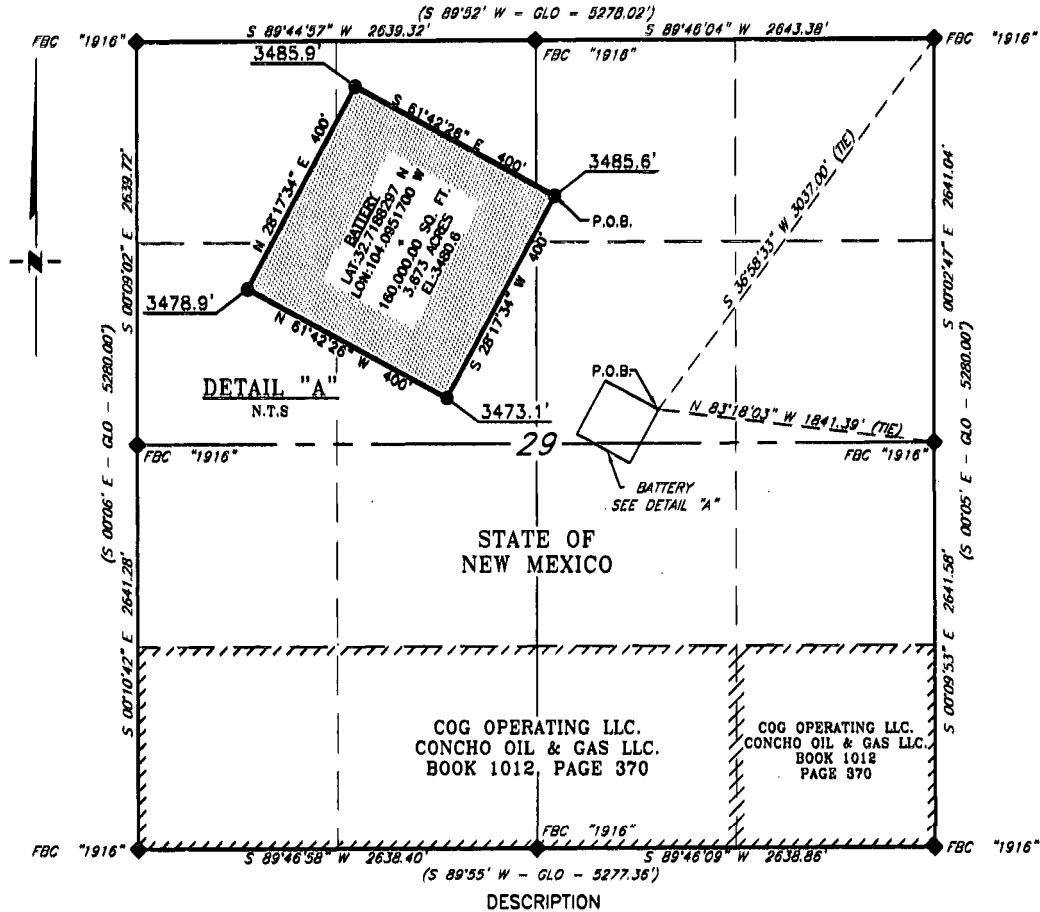 (S 89°52' W = GLO = 5278.02')
S 89°44'57" W 2639.32'
S 89°46'04" W 2643.38'
FBC "1916"
FBC "1916"
FBC "1916"
3485.9'
S 61°42'26" E 400'
3485.6'
P.O.B.
N 28°17'34" E 400'
BATTERY
LAT:32.7188297 N
LON:104.0951700 W
160,000.00 SQ. FT.
=
3.673 ACRES
EL:3480.6
S 28°17'34" W 400'
3478.9'
N 61°42'26" W 400'
3473.1'
DETAIL "A"
N.T.S
S 00°09'02" E 2639.72'
S 00°02'47" E 2641.04'
S 36°58'33" W 3037.00' (TIE)
N
P.O.B.
N 83°18'03" W 1841.39' (TIE)
29
FBC "1916"
FBC "1916"
BATTERY
SEE DETAIL "A"
(S 00°06' E - GLO - 5280.00')
(S 00°05' E - GLO - 5280.00')
STATE OF
NEW MEXICO
S 00°10'42" E 2641.28'
S 00°09'53" E 2641.58'
COG OPERATING LLC.
CONCHO OIL & GAS LLC.
BOOK 1012, PAGE 370
COG OPERATING LLC.
CONCHO OIL & GAS LLC.
BOOK 1012
PAGE 370
FBC "1916"
FBC "1916"
FBC "1916"
S 89°46'58" W 2638.40'
S 89°46'09" W 2638.86'
(S 89°55' W - GLO - 5277.36')
DESCRIPTION